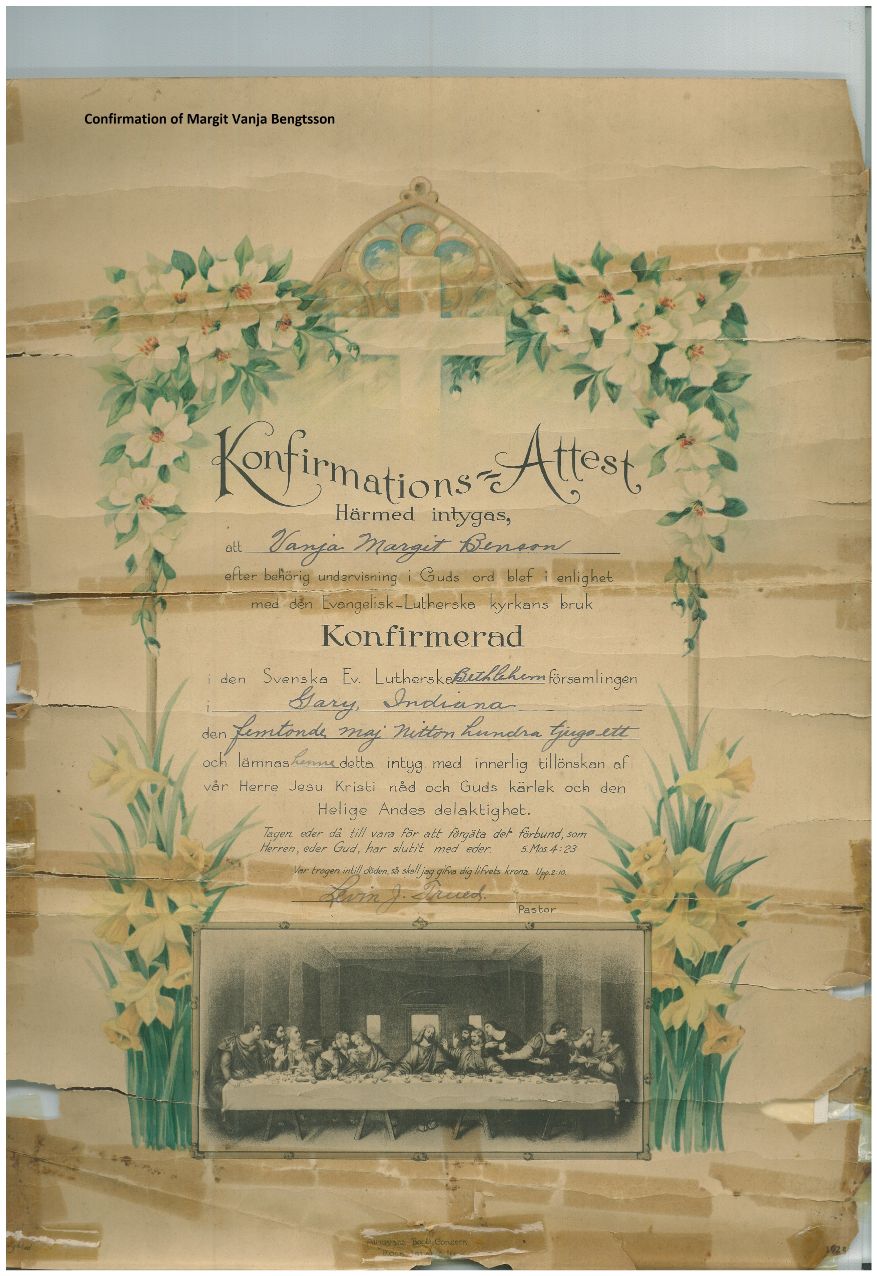 Confirmation of Margit Vanja Bengtsson
Konfirmations-Attest
Härmed intygas,
att Vanja Margit Benson
efter behörig undervisning i Guds ord blef i enlighet
med den Evangelisk-Lutherska kyrkans bruk
Konfirmerad
i den Svenska Ev. Lutherska Bethlehem församlingen
i Gary, Indiana
den femtonde maj Nitton hundra tjugo ett
och lämnas henne detta intyg med innerlig tillönskan af
vår Herre Jesu Kristi nåd och Guds kärlek och den
Helige Andes delaktighet.
Tagen eder då till vara för att förgäta det förbund, som
Herren, eder Gud, har slutit med eder. 5. Mos. 4:23
Var trogen intill döden, så skall jag gifva dig lifvets krona. Upp. 2:10.
Levin J. Trued.
Pastor
Augustana Book Concern